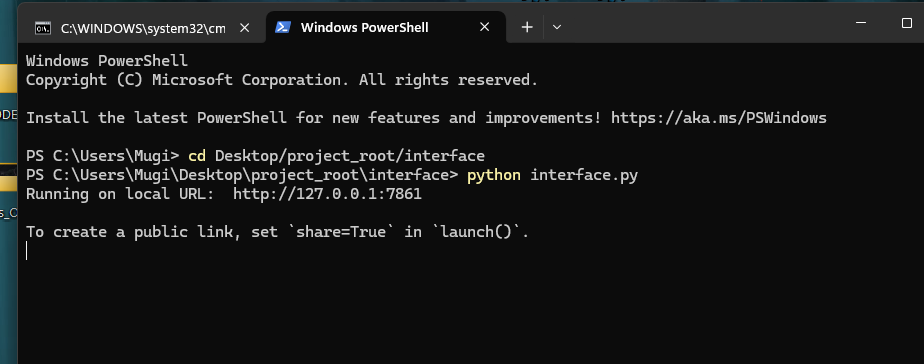 C:\WINDOWS\system32\cm
Windows PowerShell
Windows PowerShell
Copyright (C) Microsoft Corporation. All rights reserved.
Install the latest PowerShell for new features and improvements! https://aka.ms/PSWindows
PS C:\Users\Mugi> cd Desktop/project_root/interface
PS C:\Users\Mugi\Desktop\project_root\interface> python interface.py
Running on local URL:  http://127.0.0.1:7861
To create a public link, set `share=True` in `launch()`.
ODE
s_O